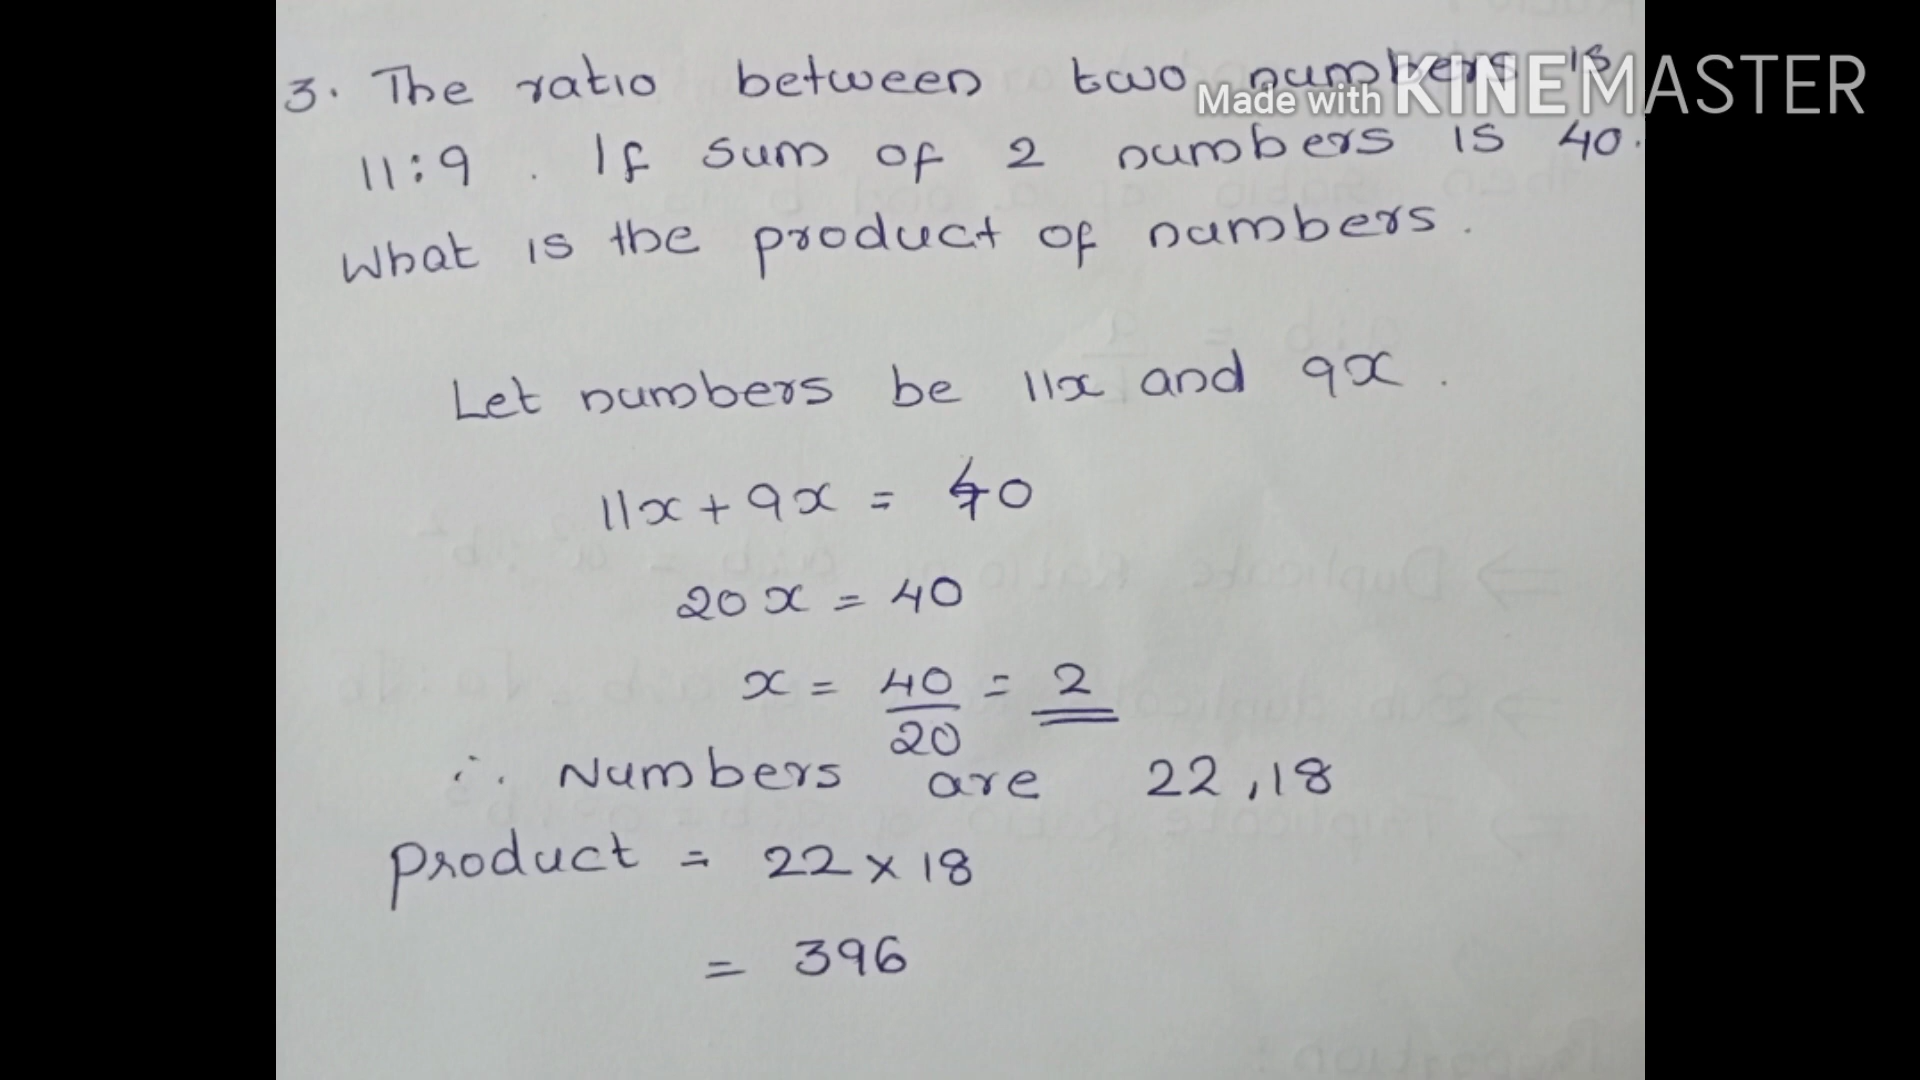 3. The ratio between two numbers is
Made with KINEMASTER
11:9 . If sum of 2 numbers is 40.
What is the product of numbers.
Let numbers be 11x and 9x.
11x + 9x = 40
20x = 40
x = 40/20 = 2
∴ Numbers are 22, 18
Product = 22 × 18
= 396